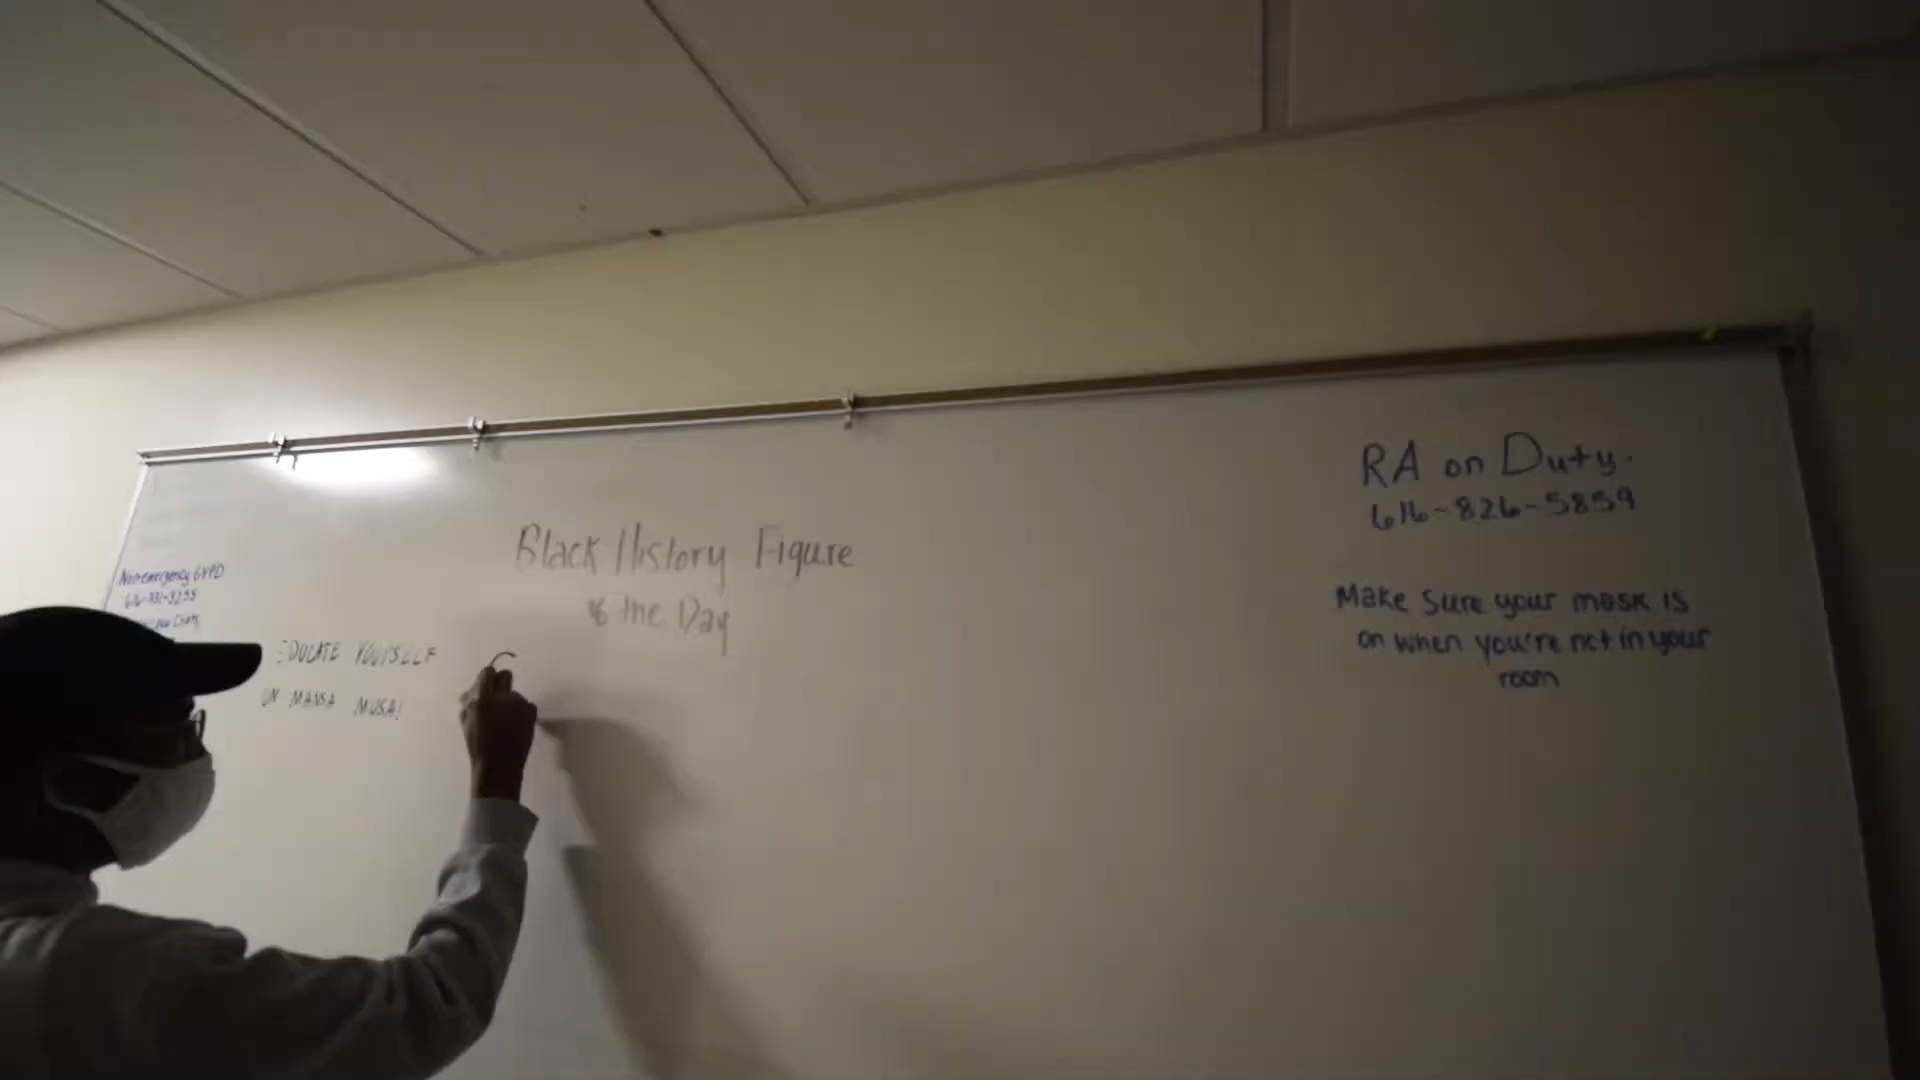 Non-emergency GVPD
616-331-3255
EDUCATE YOURSELF
ON MANSA MUSA!
Black History Figure
of the Day
RA on Duty.
616-826-5859
Make sure your mask is
on when you're not in your
room